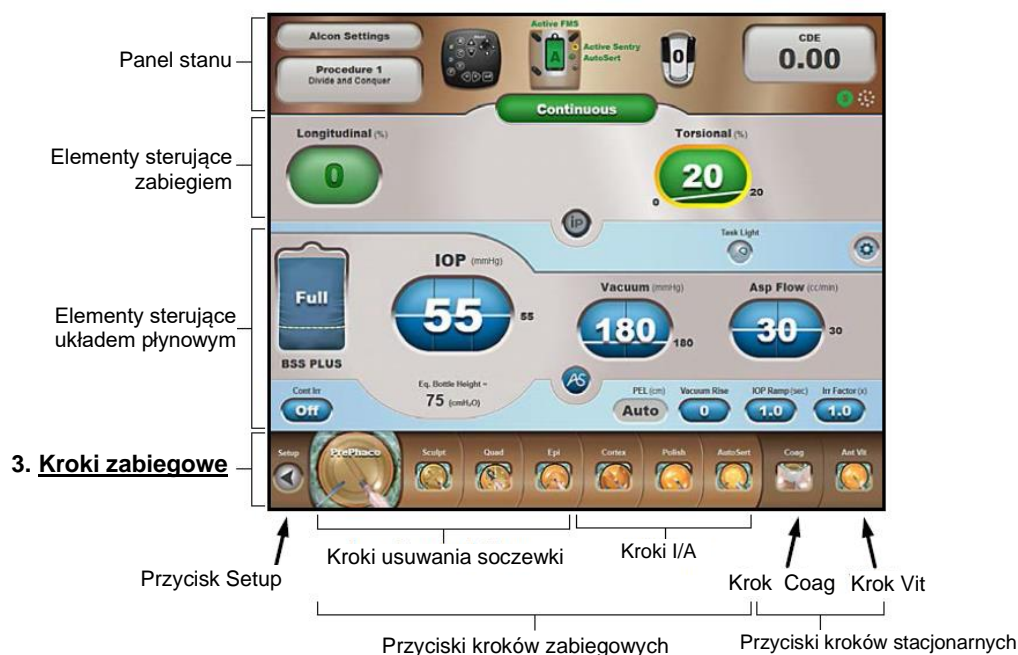 Panel stanu
Alcon Settings
Procedure 1
Divide and Conquer
Active FMS
A
Active Sentry
AutoSert
0
CDE
0.00
Continuous
Elementy sterujące
zabiegiem
Longitudinal (%)
0
Torsional (%)
20
0
20
iP
Task Light
Elementy sterujące
układem płynowym
Full
BSS PLUS
IOP (mmHg)
55
55
Eq. Bottle Height =
75 (cmH₂O)
Vacuum (mmHg)
180
180
Asp Flow (cc/min)
30
30
AS
Cont Irr
Off
PEL (cm)
Auto
Vacuum Rise
0
IOP Ramp (sec)
1.0
Irr Factor (x)
1.0
3. Kroki zabiegowe
Setup
PrePhaco
Sculpt
Quad
Epi
Cortex
Polish
AutoSert
Coag
Ant Vit
Kroki usuwania soczewki
Kroki I/A
Przycisk Setup
Krok Coag
Krok Vit
Przyciski kroków zabiegowych
Przyciski kroków stacjonarnych